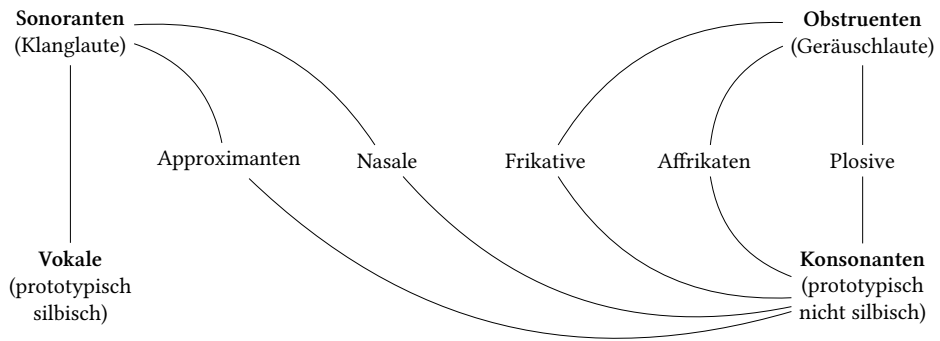 Sonoranten
(Klanglaute)
Obstruenten
(Geräuschlaute)
Approximanten
Nasale
Frikative
Affrikaten
Plosive
Vokale
(prototypisch
silbisch)
Konsonanten
(prototypisch
nicht silbisch)